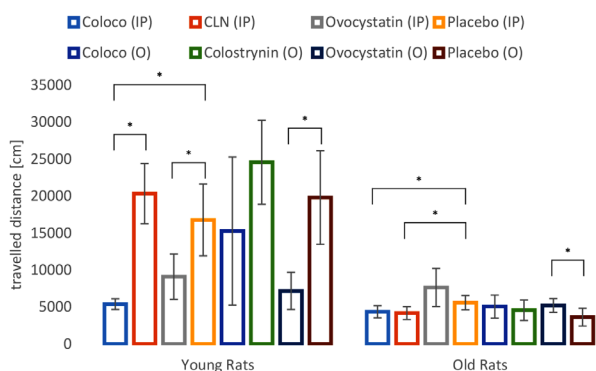 Coloco (IP) CLN (IP) Ovocystatin (IP) Placebo (IP)
Coloco (O) Colostrynin (O) Ovocystatin (O) Placebo (O)
travelled distance [cm]
35000
30000
25000
20000
15000
10000
5000
0
* * * * * * *
Young Rats Old Rats